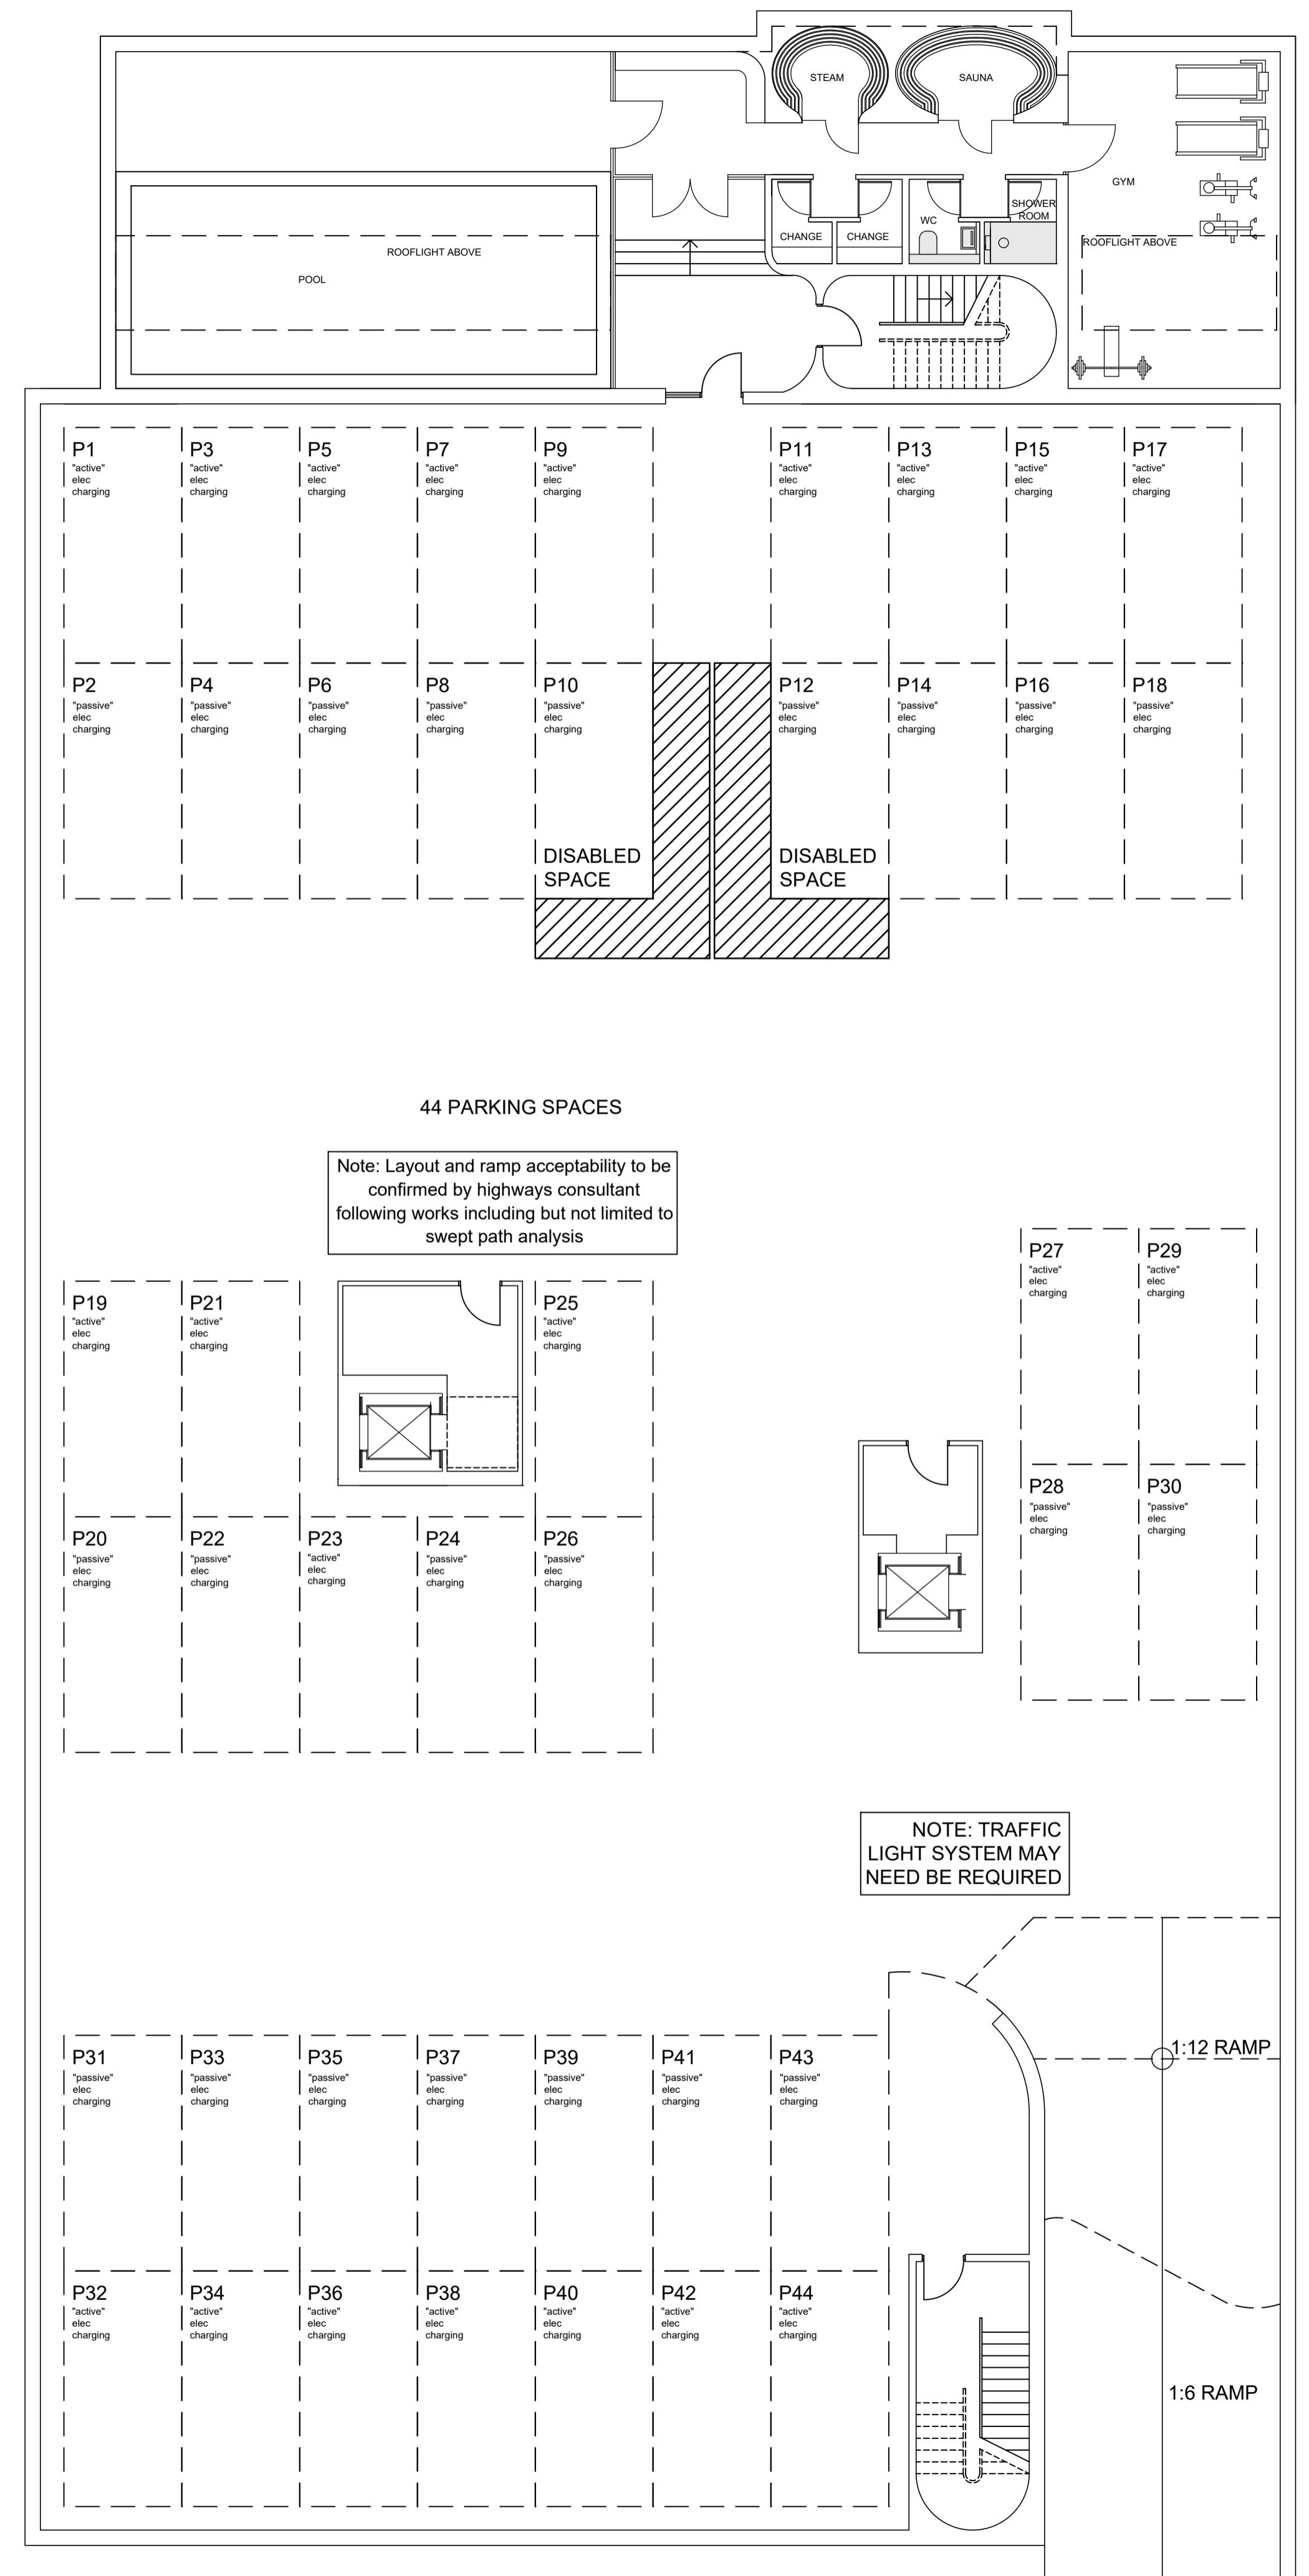 STEAM
SAUNA
GYM
SHOWER
ROOM
WC
CHANGE
CHANGE
ROOFLIGHT ABOVE
ROOFLIGHT ABOVE
POOL
P1
"active"
elec
charging
P3
"active"
elec
charging
P5
"active"
elec
charging
P7
"active"
elec
charging
P9
"active"
elec
charging
P11
"active"
elec
charging
P13
"active"
elec
charging
P15
"active"
elec
charging
P17
"active"
elec
charging
P2
"passive"
elec
charging
P4
"passive"
elec
charging
P6
"passive"
elec
charging
P8
"passive"
elec
charging
P10
"passive"
elec
charging
DISABLED
SPACE
P12
"passive"
elec
charging
DISABLED
SPACE
P14
"passive"
elec
charging
P16
"passive"
elec
charging
P18
"passive"
elec
charging
44 PARKING SPACES
Note: Layout and ramp acceptability to be
confirmed by highways consultant
following works including but not limited to
swept path analysis
P27
"active"
elec
charging
P29
"active"
elec
charging
P19
"active"
elec
charging
P21
"active"
elec
charging
P25
"active"
elec
charging
P28
"passive"
elec
charging
P30
"passive"
elec
charging
P20
"passive"
elec
charging
P22
"passive"
elec
charging
P23
"active"
elec
charging
P24
"passive"
elec
charging
P26
"passive"
elec
charging
NOTE: TRAFFIC
LIGHT SYSTEM MAY
NEED BE REQUIRED
1:12 RAMP
P31
"passive"
elec
charging
P33
"passive"
elec
charging
P35
"passive"
elec
charging
P37
"passive"
elec
charging
P39
"passive"
elec
charging
P41
"passive"
elec
charging
P43
"passive"
elec
charging
P32
"active"
elec
charging
P34
"active"
elec
charging
P36
"active"
elec
charging
P38
"active"
elec
charging
P40
"active"
elec
charging
P42
"active"
elec
charging
P44
"active"
elec
charging
1:6 RAMP